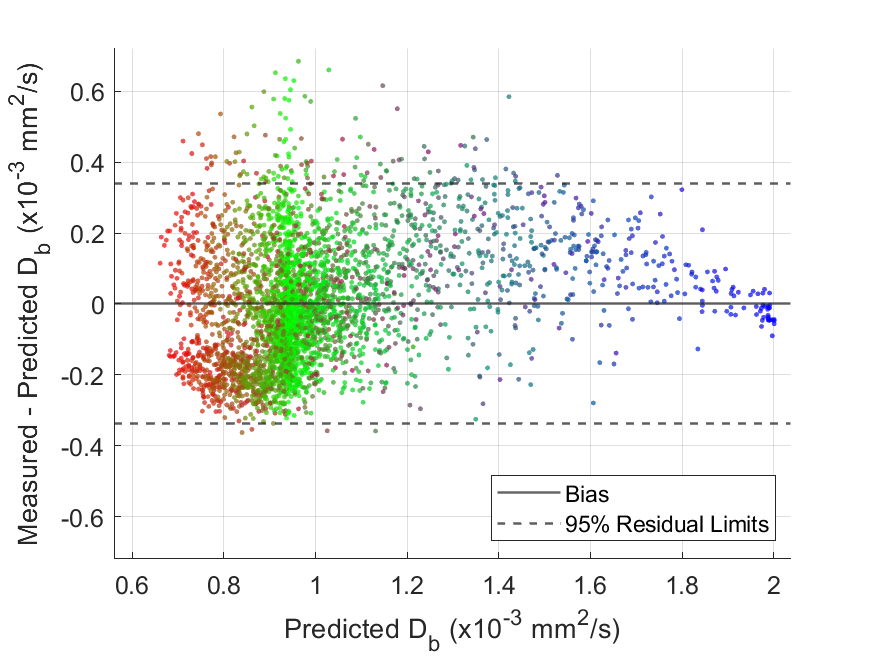 Measured - Predicted D_b (x10^-3 mm^2/s)
0.6
0.4
0.2
0
-0.2
-0.4
-0.6
Bias
95% Residual Limits
0.6 0.8 1 1.2 1.4 1.6 1.8 2
Predicted D_b (x10^-3 mm^2/s)